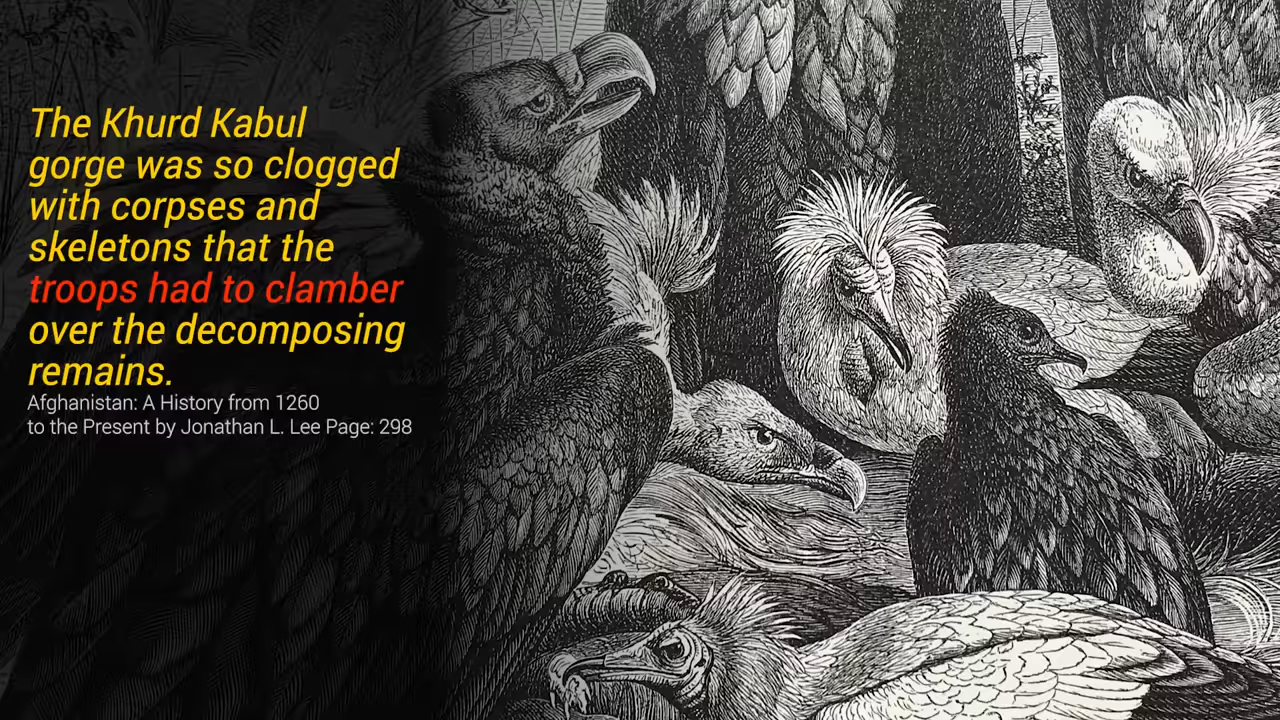 The Khurd Kabul
gorge was so clogged
with corpses and
skeletons that the
troops had to clamber
over the decomposing
remains.
Afghanistan: A History from 1260
to the Present by Jonathan L. Lee Page: 298